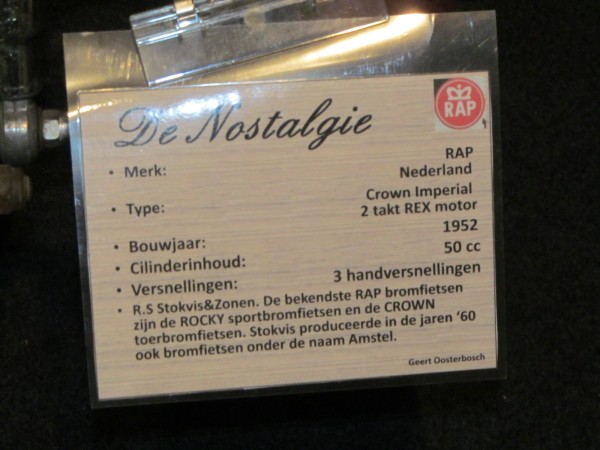 De Nostalgie
RAP
• Merk: RAP
Nederland
• Type: Crown Imperial
2 takt REX motor
• Bouwjaar: 1952
• Cilinderinhoud: 50 cc
• Versnellingen: 3 handversnellingen
• R.S Stokvis&Zonen. De bekendste RAP bromfietsen
zijn de ROCKY sportbromfietsen en de CROWN
toerbromfietsen. Stokvis produceerde in de jaren ‘60
ook bromfietsen onder de naam Amstel.
Geert Oosterbosch